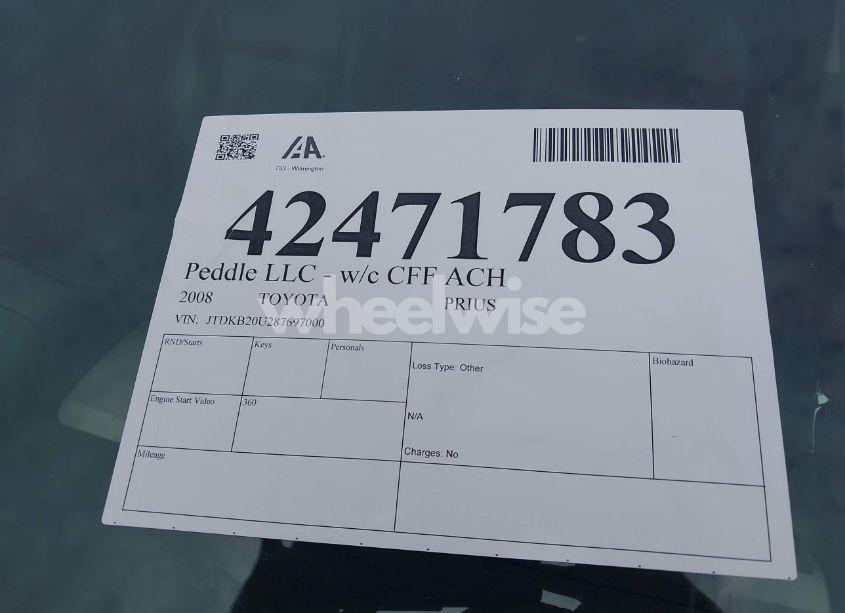 IAA
733 - Wilmington
42471783
Peddle LLC - w/c CFF ACH
2008 TOYOTA PRIUS
wheelwise
VIN: JTDKB20U287697000
RND/Starts Keys Personals
Loss Type: Other
Biohazard
Engine Start Video 360
N/A
Charges: No
Mileage